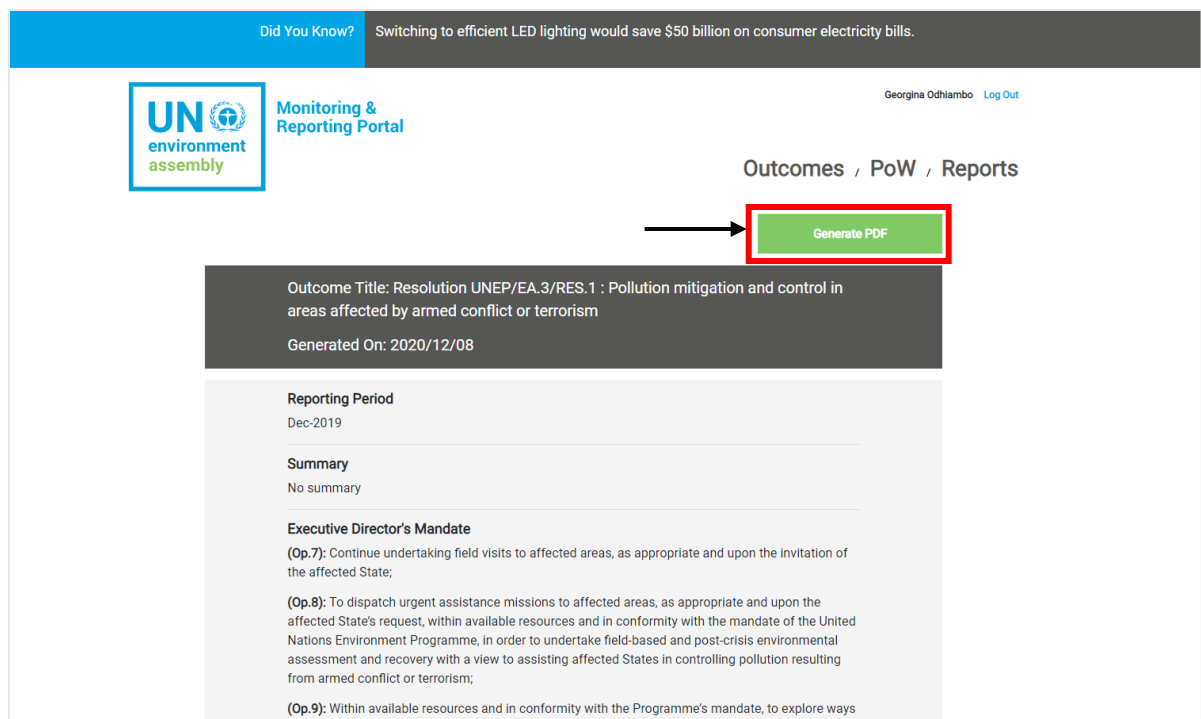 Did You Know? Switching to efficient LED lighting would save $50 billion on consumer electricity bills.
Georgina Odhiambo Log Out
UN
environment
assembly
Monitoring &
Reporting Portal
Outcomes / PoW / Reports
Generate PDF
Outcome Title: Resolution UNEP/EA.3/RES.1 : Pollution mitigation and control in
areas affected by armed conflict or terrorism
Generated On: 2020/12/08
Reporting Period
Dec-2019
Summary
No summary
Executive Director's Mandate
(Op.7): Continue undertaking field visits to affected areas, as appropriate and upon the invitation of
the affected State;
(Op.8): To dispatch urgent assistance missions to affected areas, as appropriate and upon the
affected State's request, within available resources and in conformity with the mandate of the United
Nations Environment Programme, in order to undertake field-based and post-crisis environmental
assessment and recovery with a view to assisting affected States in controlling pollution resulting
from armed conflict or terrorism;
(Op.9): Within available resources and in conformity with the Programme's mandate, to explore ways